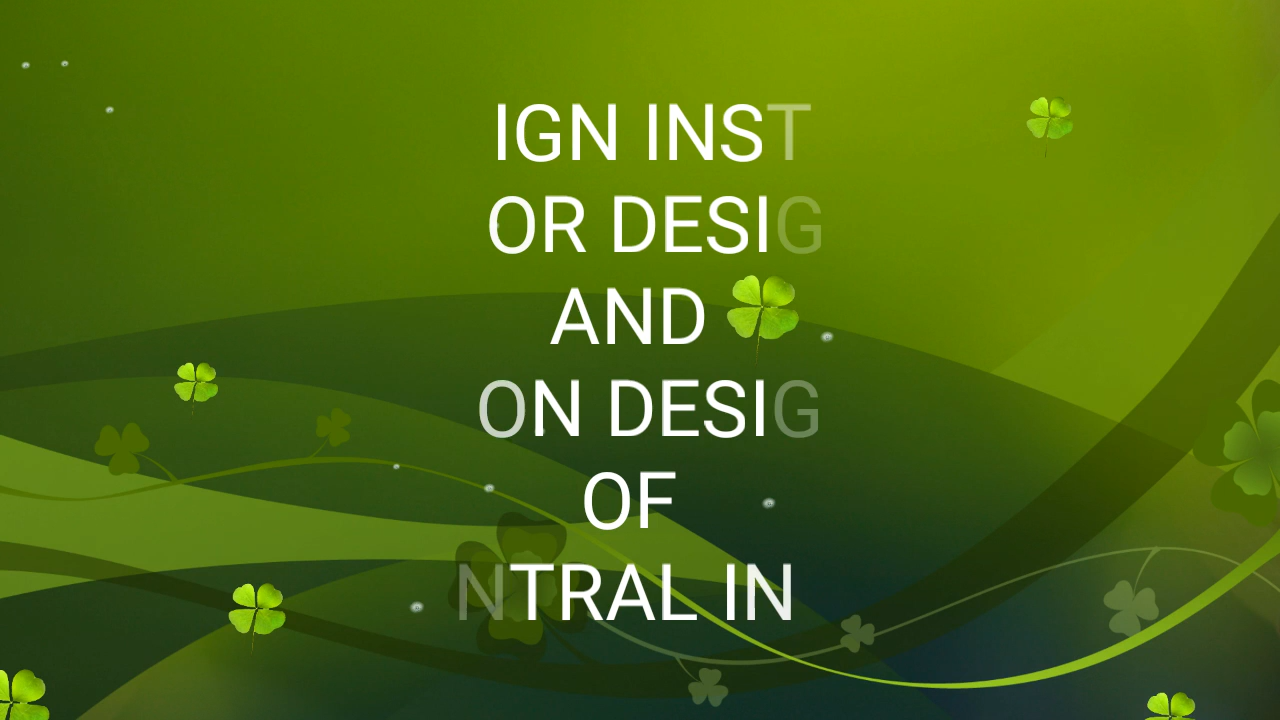 IGN INST
OR DESIG
AND
ON DESIG
OF
NTRAL IN